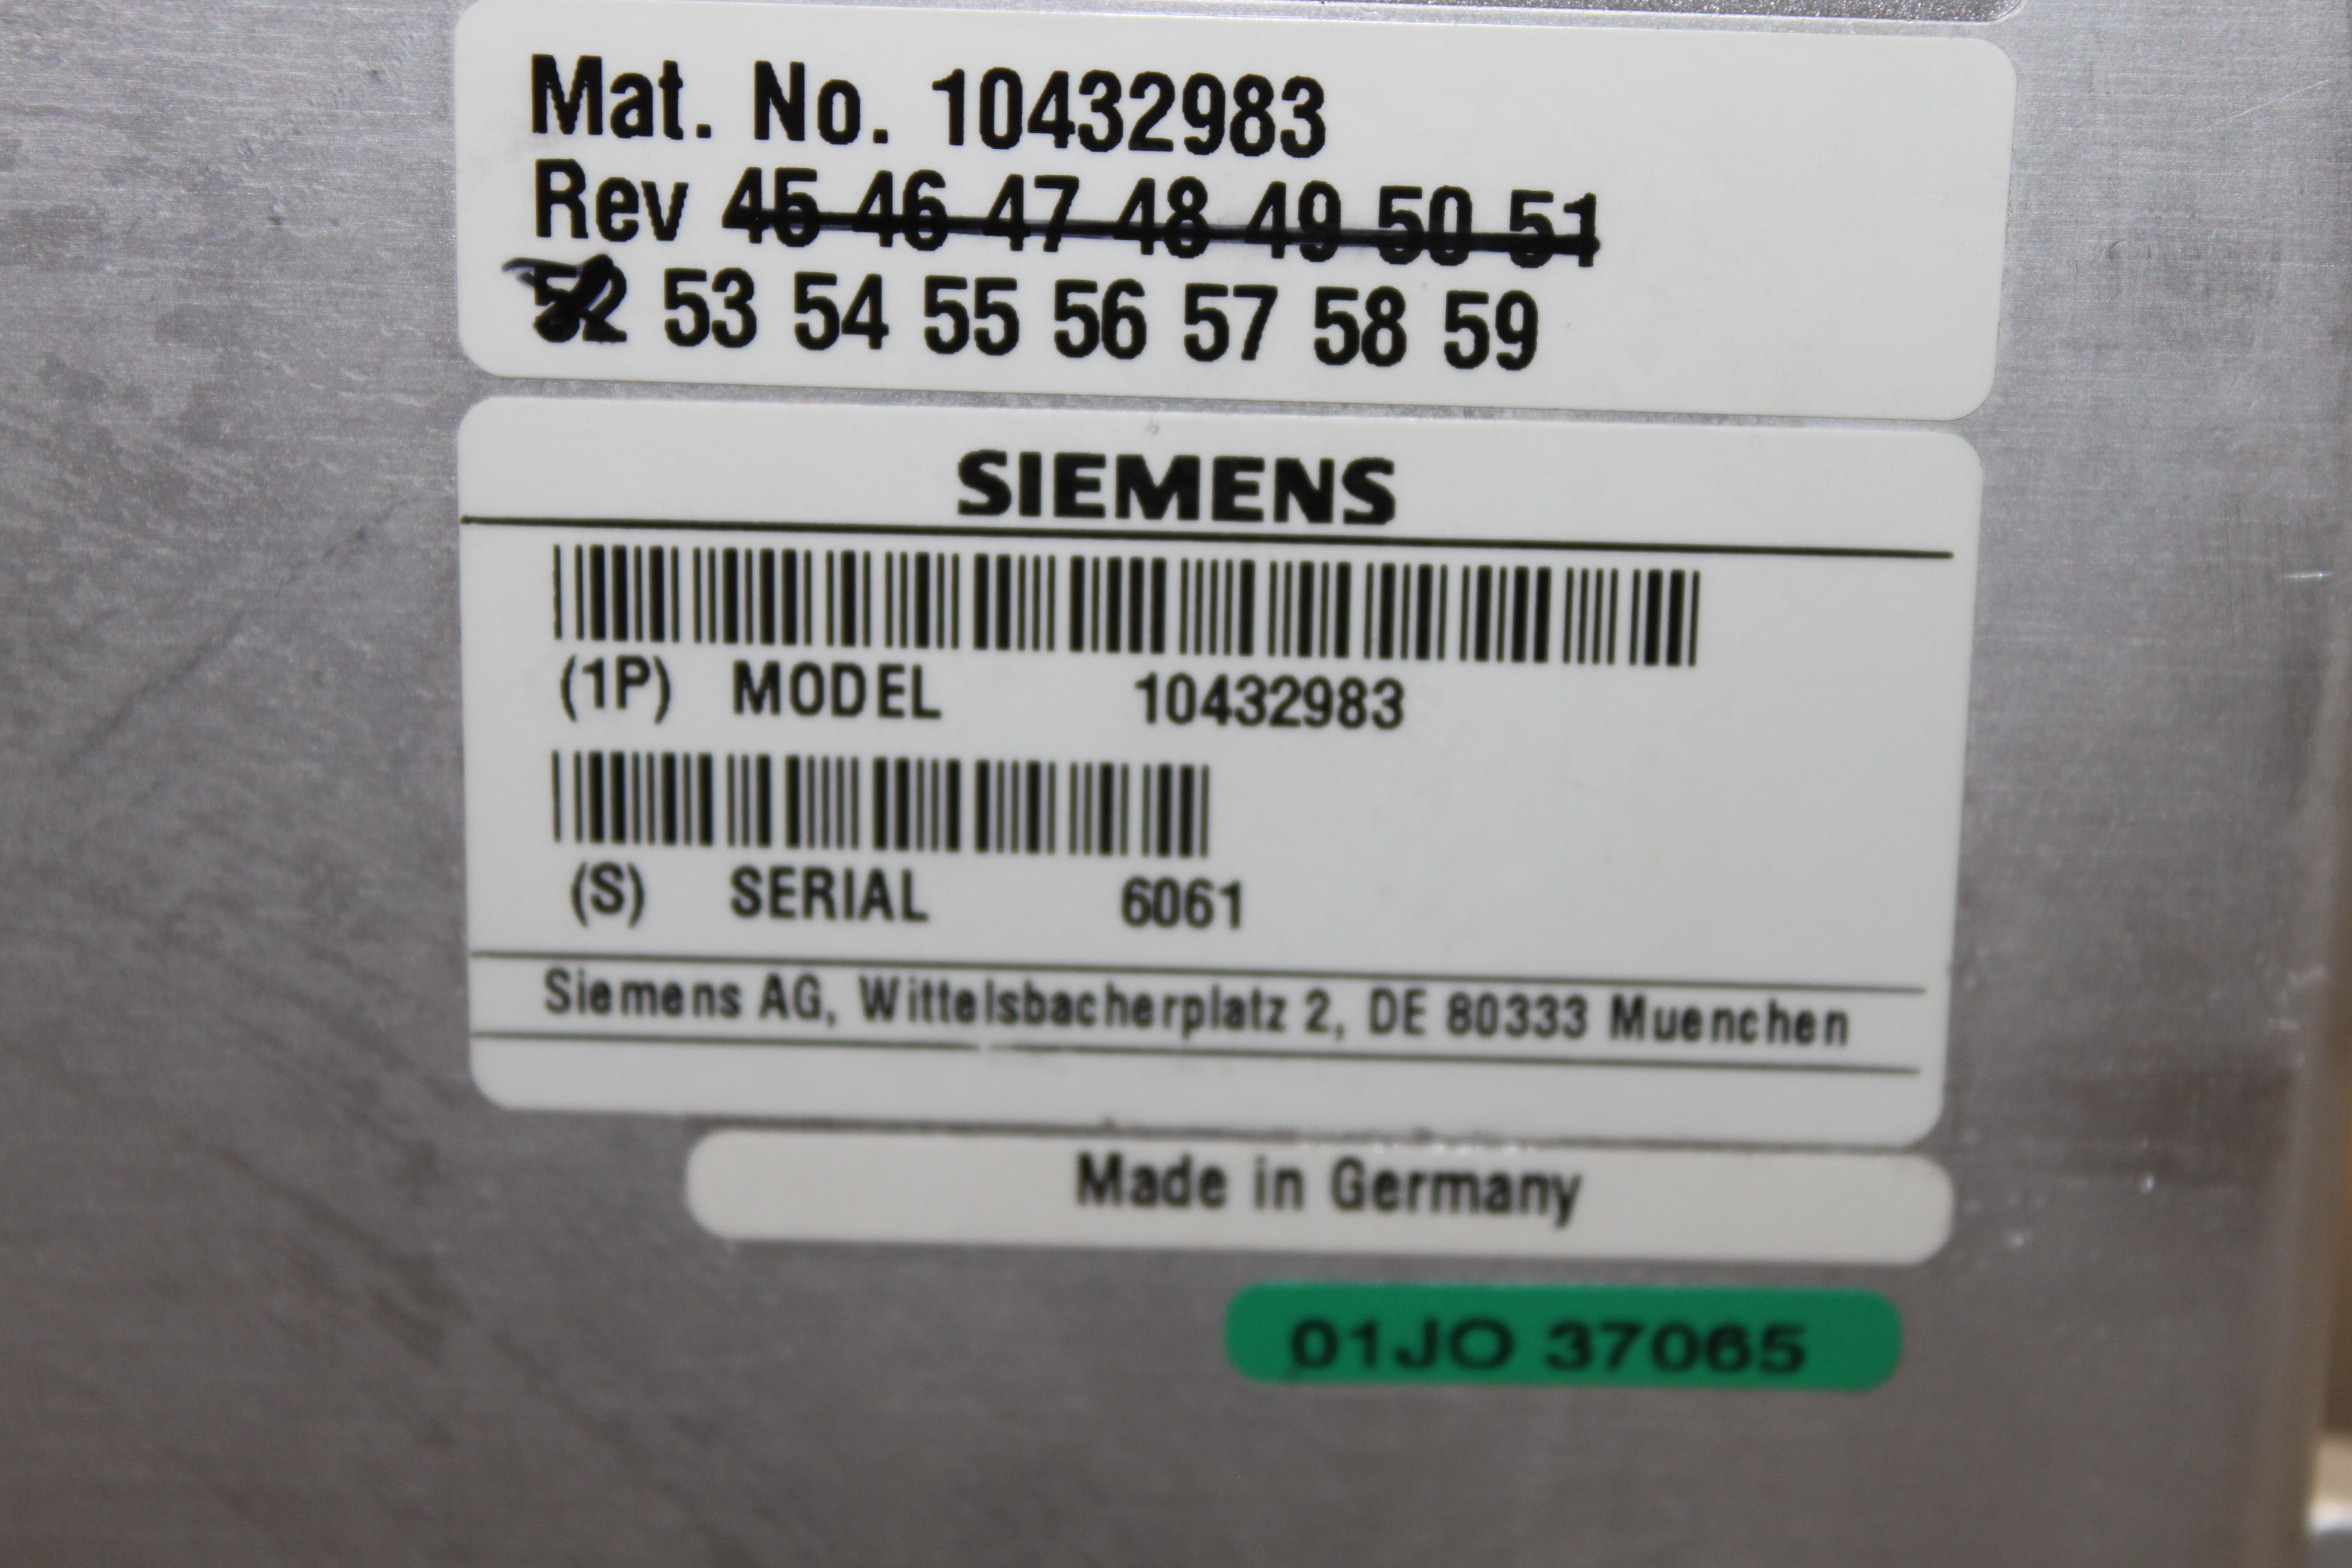 Mat. No. 10432983
Rev 45 46 47 48 49 50 51
52 53 54 55 56 57 58 59
SIEMENS
(1P) MODEL 10432983
(S) SERIAL 6061
Siemens AG, Wittelsbacherplatz 2, DE 80333 Muenchen
Made in Germany
01JO 37065